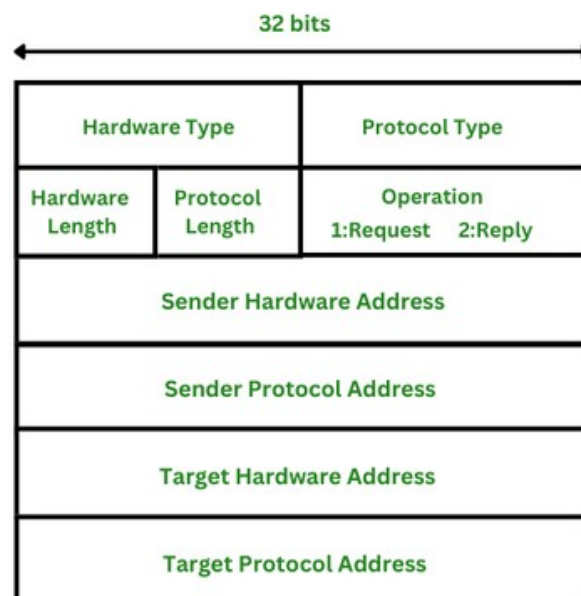 32 bits
Hardware Type
Protocol Type
Hardware
Length
Protocol
Length
Operation
1:Request 2:Reply
Sender Hardware Address
Sender Protocol Address
Target Hardware Address
Target Protocol Address